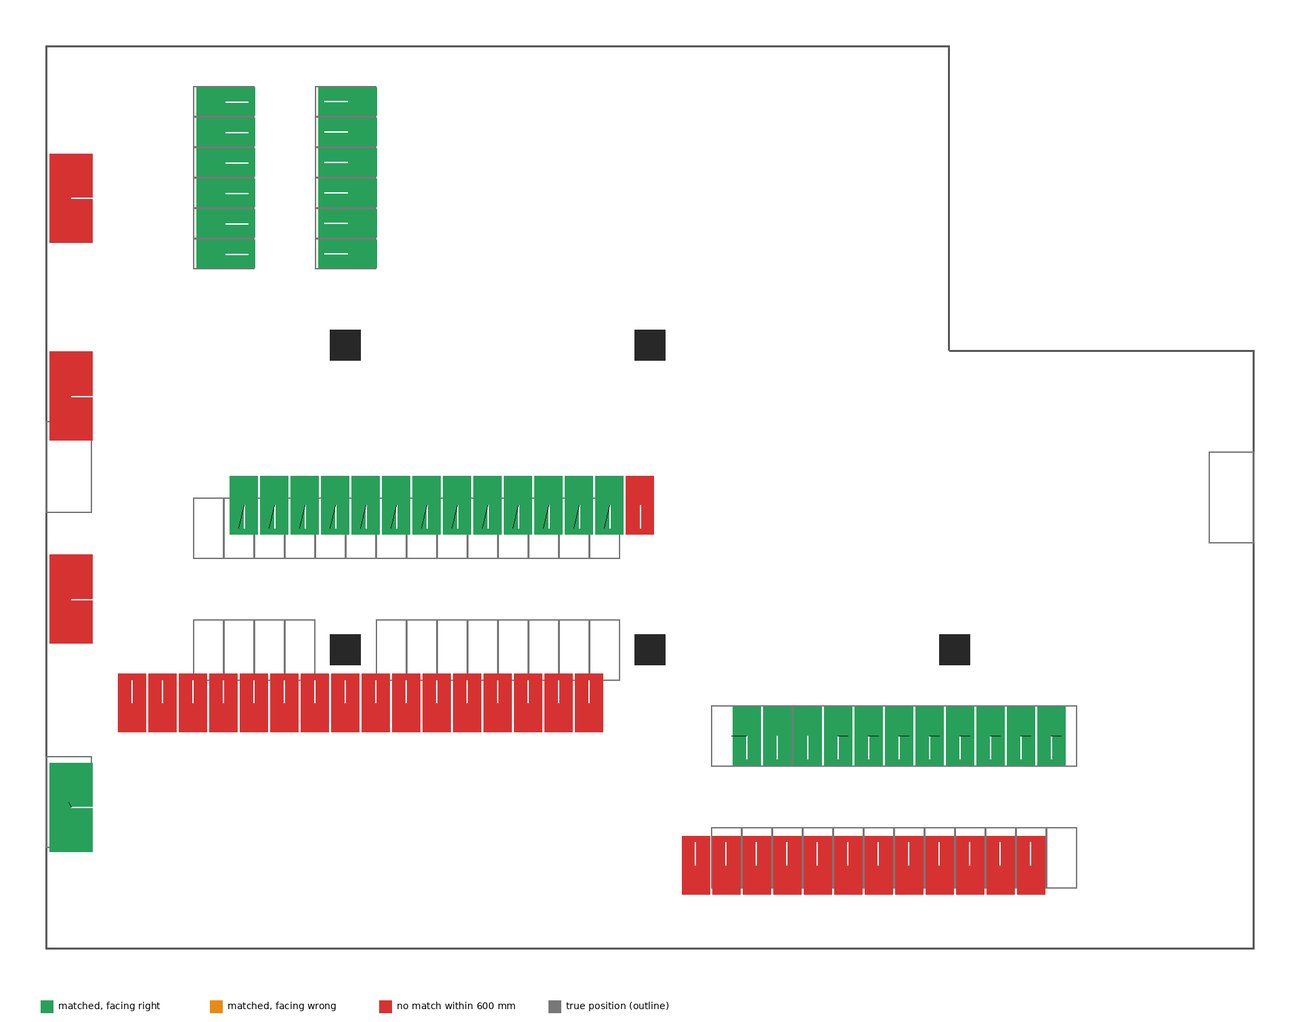 matched, facing right
matched, facing wrong
no match within 600 mm
true position (outline)